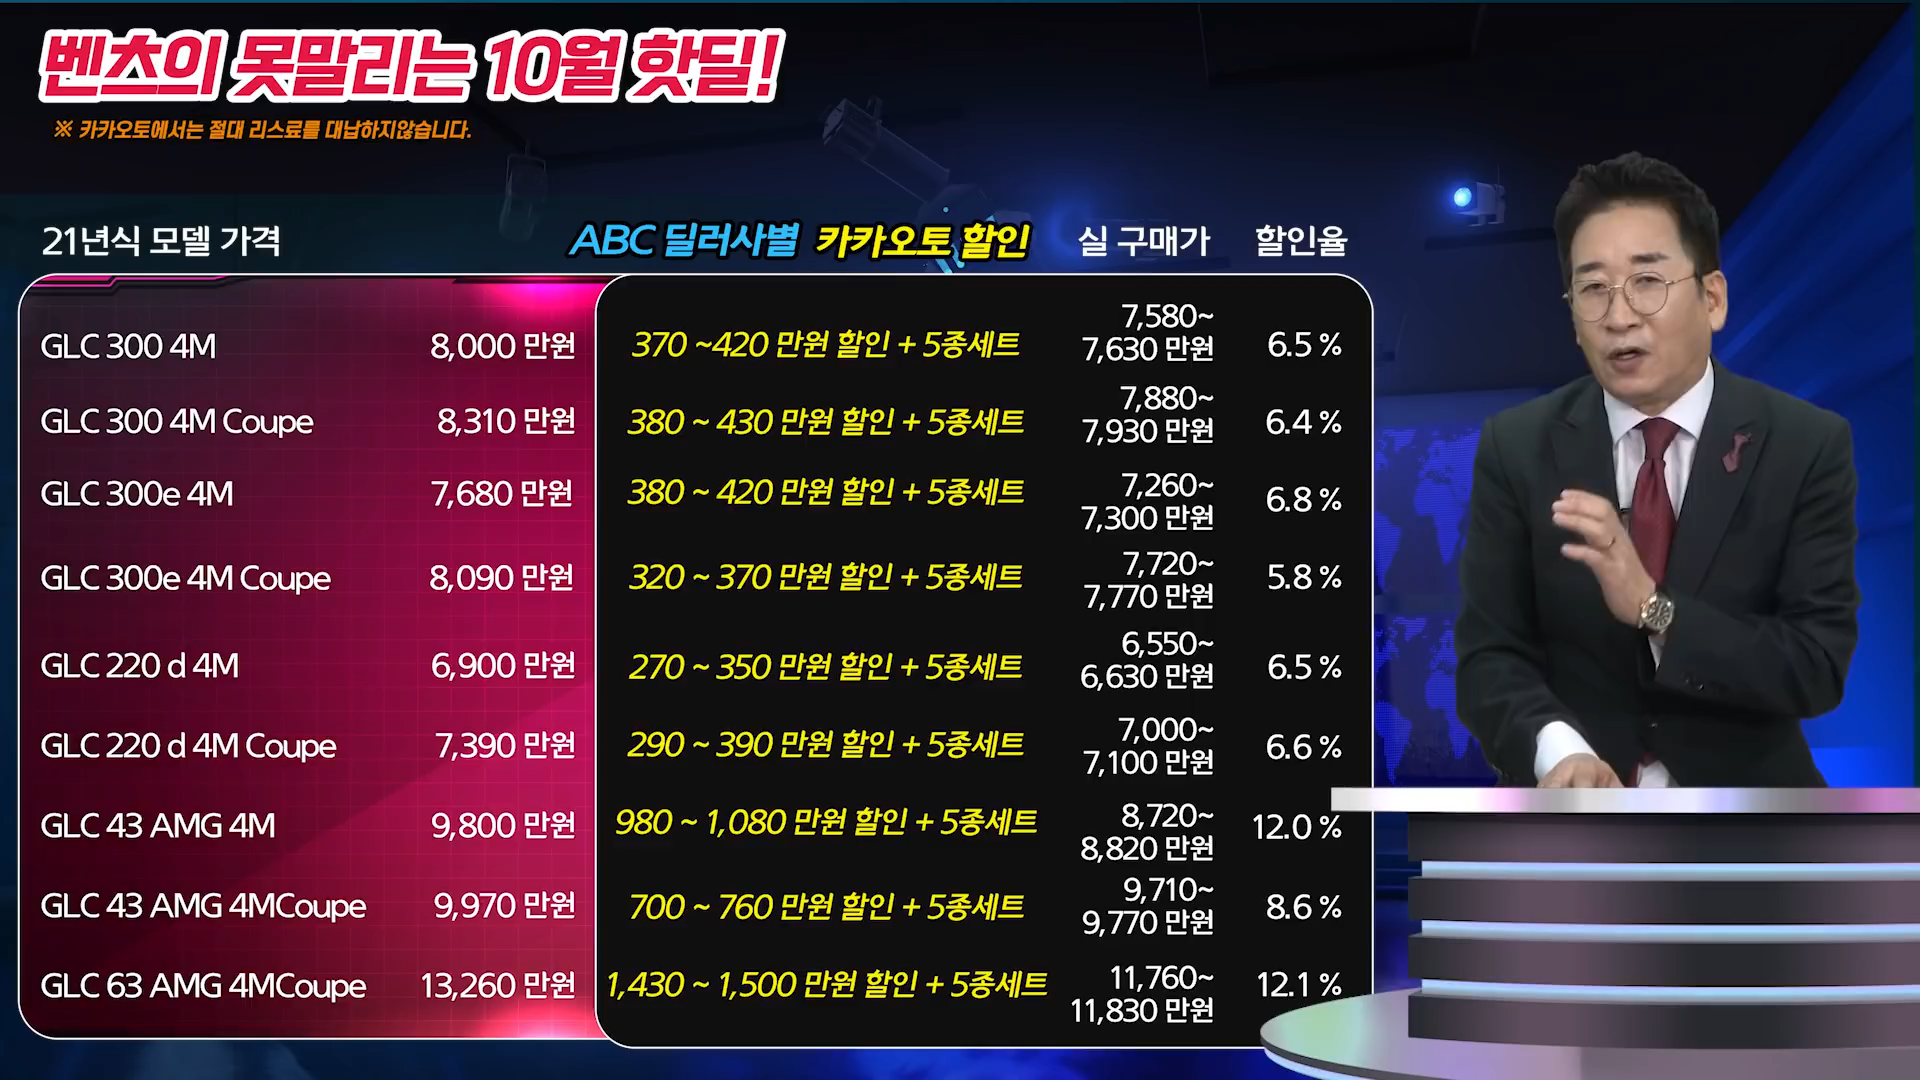 벤츠의 못말리는 10월 핫딜!
※ 카카오토에서는 절대 리스료를 대납하지않습니다.
21년식 모델 가격 ABC 딜러사별 카카오토 할인 실 구매가 할인율
GLC 300 4M 8,000 만원 370 ~420 만원 할인 + 5종세트 7,580~
7,630 만원 6.5 %
GLC 300 4M Coupe 8,310 만원 380 ~ 430 만원 할인 + 5종세트 7,880~
7,930 만원 6.4 %
GLC 300e 4M 7,680 만원 380 ~ 420 만원 할인 + 5종세트 7,260~
7,300 만원 6.8 %
GLC 300e 4M Coupe 8,090 만원 320 ~ 370 만원 할인 + 5종세트 7,720~
7,770 만원 5.8 %
GLC 220 d 4M 6,900 만원 270 ~ 350 만원 할인 + 5종세트 6,550~
6,630 만원 6.5 %
GLC 220 d 4M Coupe 7,390 만원 290 ~ 390 만원 할인 + 5종세트 7,000~
7,100 만원 6.6 %
GLC 43 AMG 4M 9,800 만원 980 ~ 1,080 만원 할인 + 5종세트 8,720~
8,820 만원 12.0 %
GLC 43 AMG 4MCoupe 9,970 만원 700 ~ 760 만원 할인 + 5종세트 9,710~
9,770 만원 8.6 %
GLC 63 AMG 4MCoupe 13,260 만원 1,430 ~ 1,500 만원 할인 + 5종세트 11,760~
11,830 만원 12.1 %